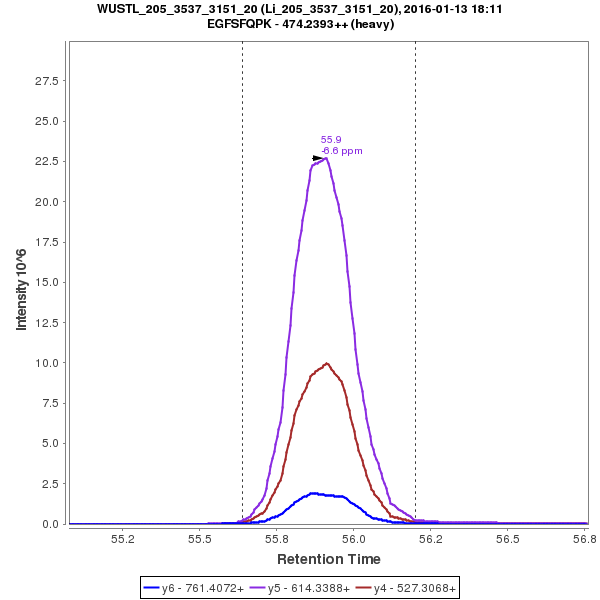 WUSTL_205_3537_3151_20 (Li_205_3537_3151_20), 2016-01-13 18:11
EGFSFQPK - 474.2393++ (heavy)
27.5
25.0
22.5
20.0
17.5
15.0
12.5
10.0
7.5
5.0
2.5
0.0
Intensity 10^6
55.9
-6.6 ppm
55.2 55.5 55.8 56.0 56.2 56.5 56.8
Retention Time
y6 - 761.4072+ y5 - 614.3388+ y4 - 527.3068+